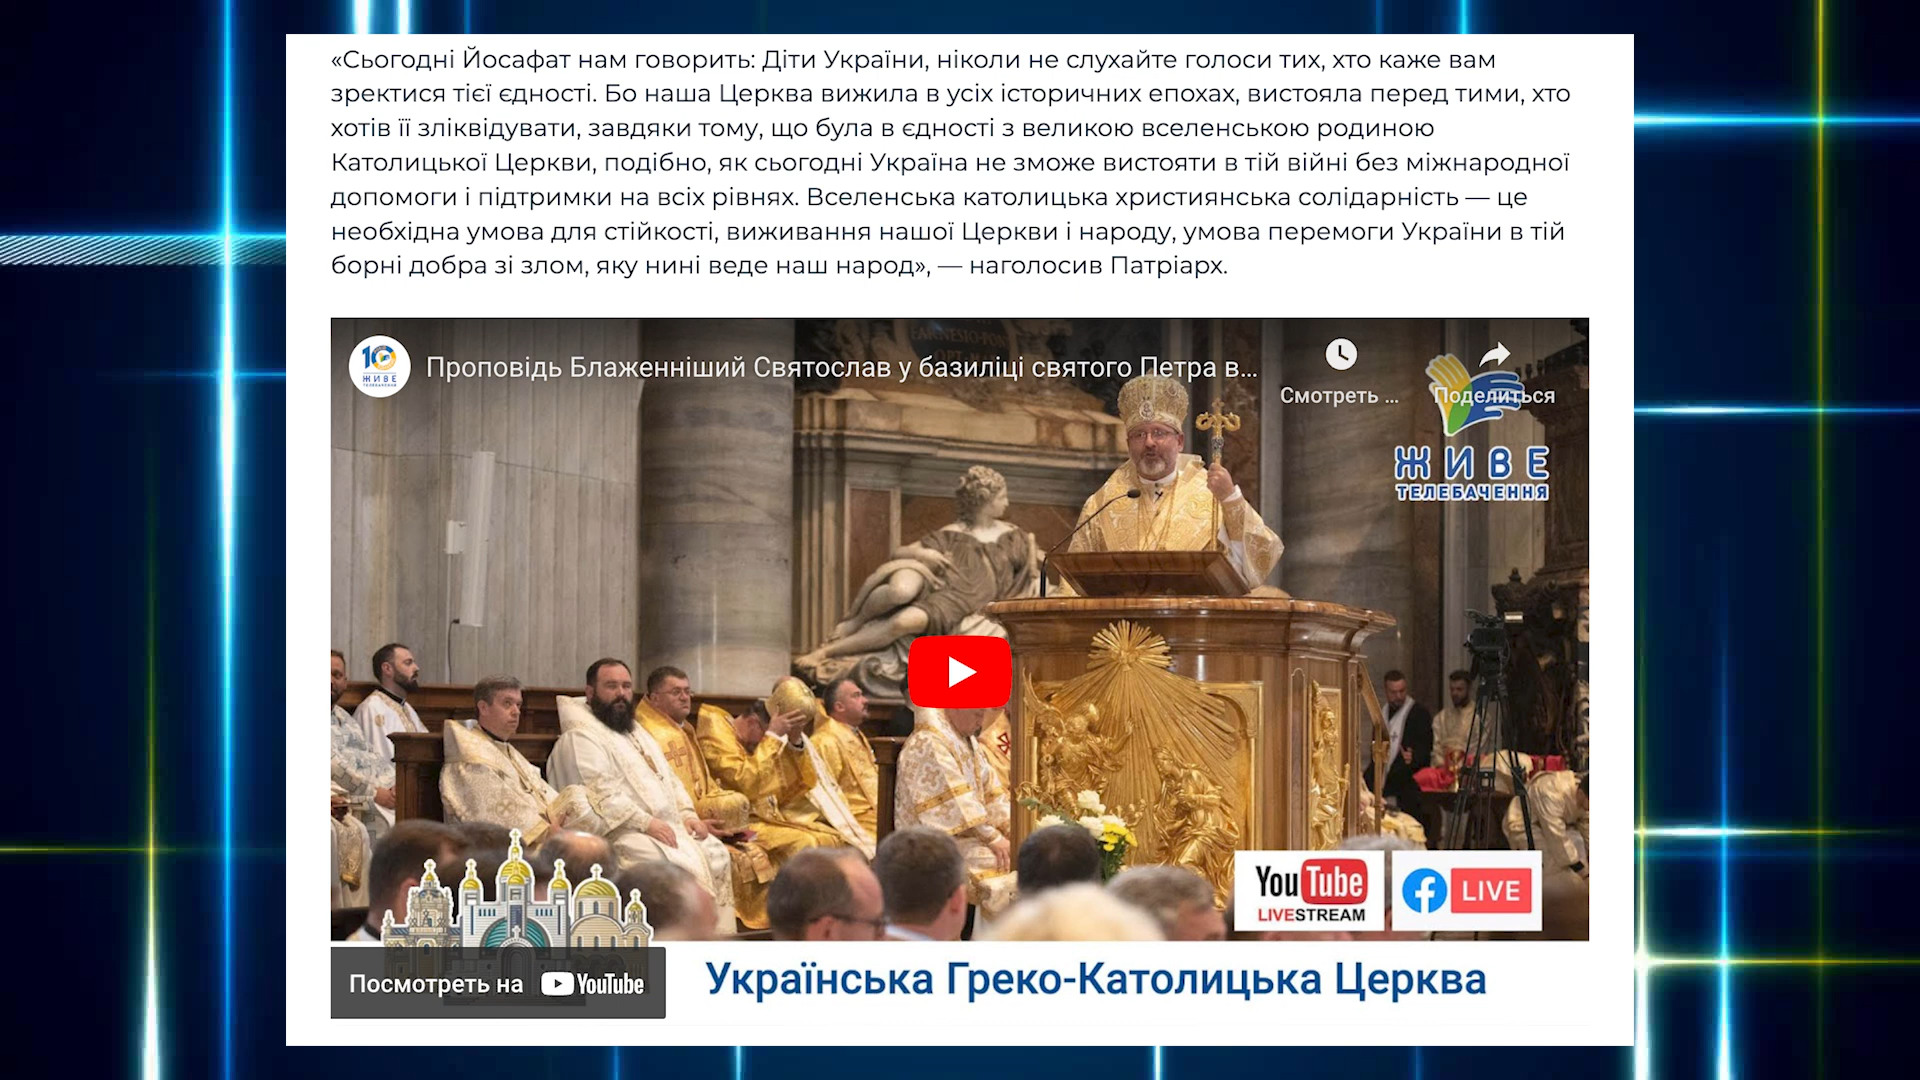 «Сьогодні Йосафат нам говорить: Діти України, ніколи не слухайте голоси тих, хто каже вам
зректися тієї єдності. Бо наша Церква вижила в усіх історичних епохах, вистояла перед тими, хто
хотів її зліквідувати, завдяки тому, що була в єдності з великою вселенською родиною
Католицької Церкви, подібно, як сьогодні Україна не зможе вистояти в тій війні без міжнародної
допомоги і підтримки на всіх рівнях. Вселенська католицька християнська солідарність — це
необхідна умова для стійкості, виживання нашої Церкви і народу, умова перемоги України в тій
борні добра зі злом, яку нині веде наш народ», — наголосив Патріарх.
10
ЖИВЕ
ТЕЛЕБАЧЕННЯ
Проповідь Блаженніший Святослав у базиліці святого Петра в...
Смотреть ...
Поделиться
ЖИВЕ
ТЕЛЕБАЧЕННЯ
YouTube
LIVESTREAM
LIVE
Посмотреть на YouTube
Українська Греко-Католицька Церква